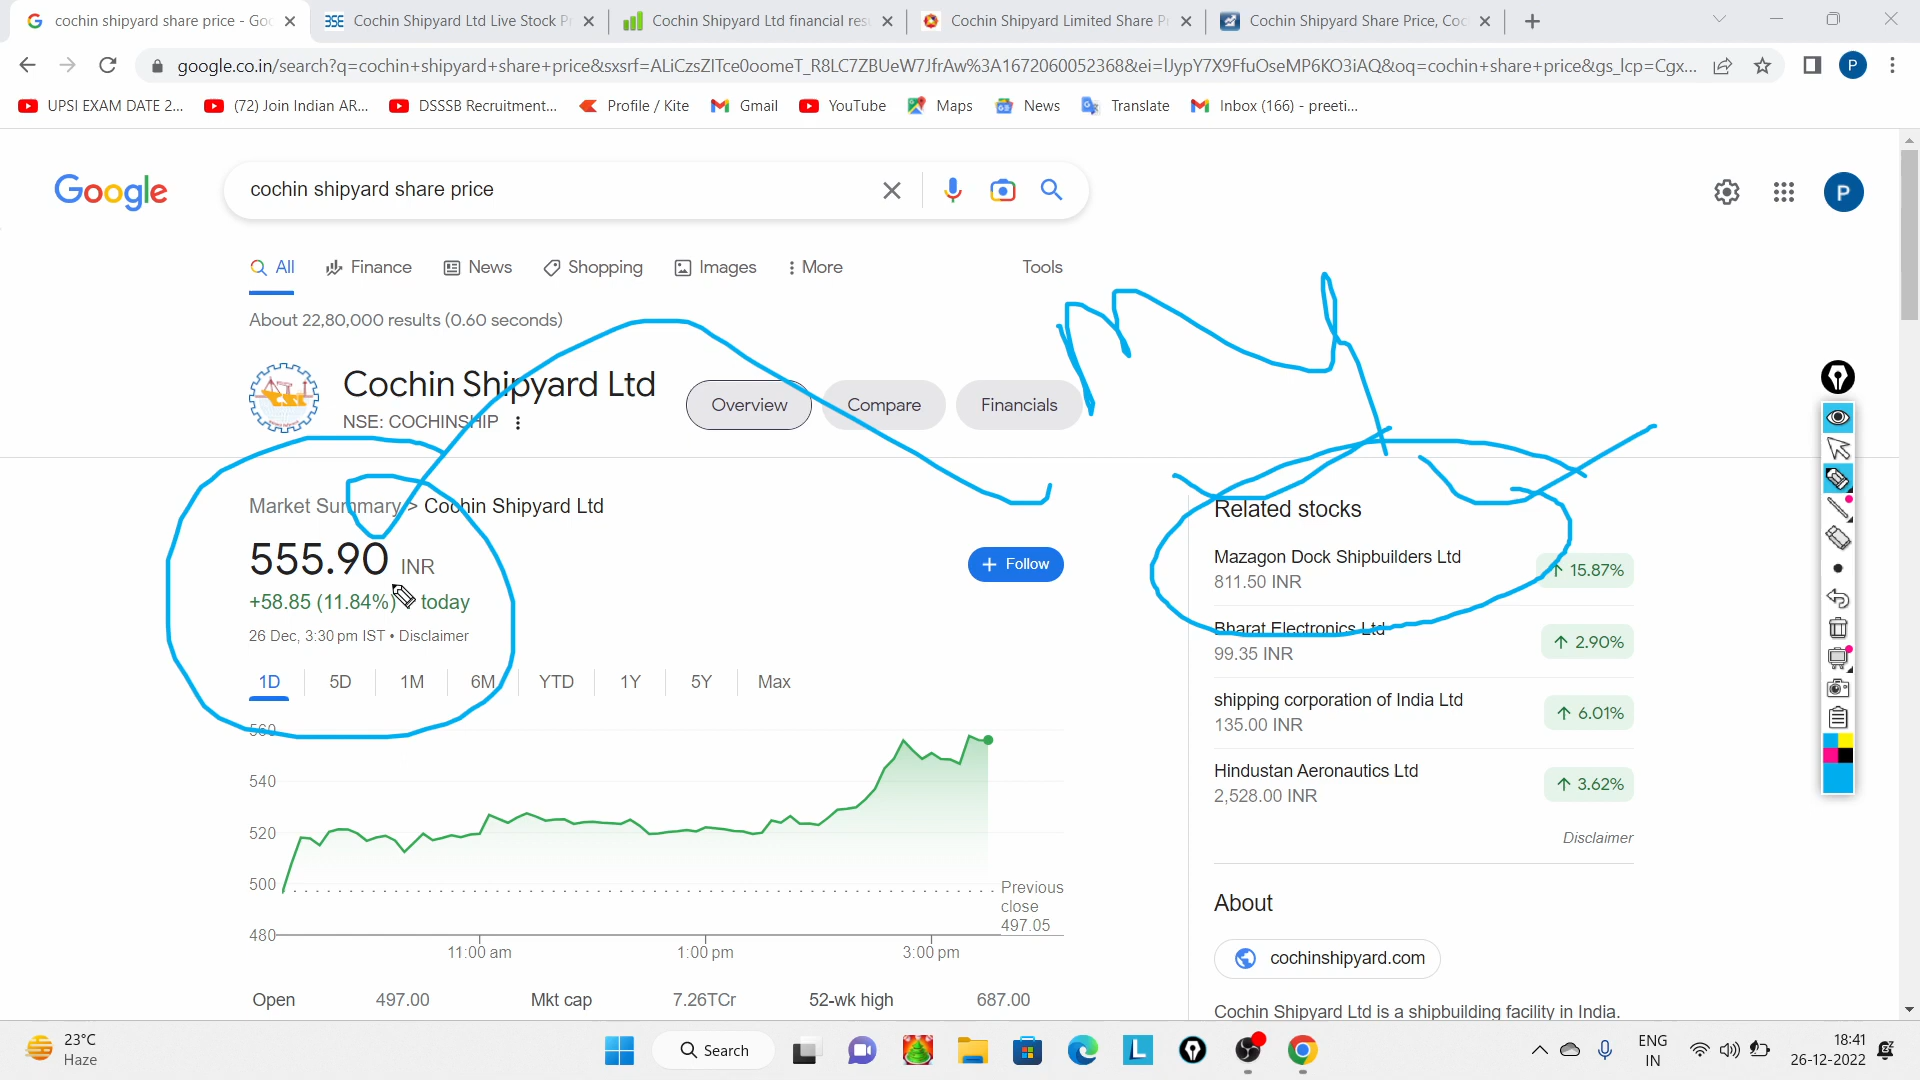 cochin shipyard share price - Goo
Cochin Shipyard Ltd Live Stock Pr
Cochin Shipyard Ltd financial resu
Cochin Shipyard Limited Share Pr
Cochin Shipyard Share Price, Coc
google.co.in/search?q=cochin+shipyard+share+price&sxsrf=ALiCzsZITce0oomeT_R8LC7ZBUeW7JfrAw%3A1672060052368&ei=lJypY7X9FfuOseMP6KO3iAQ&oq=cochin+share+price&gs_lcp=Cgx...
P
UPSI EXAM DATE 2...
(72) Join Indian AR...
DSSSB Recruitment...
Profile / Kite
Gmail
YouTube
Maps
News
Translate
Inbox (166) - preeti...
Google
cochin shipyard share price
P
All
Finance
News
Shopping
Images
More
Tools
About 22,80,000 results (0.60 seconds)
Cochin Shipyard Ltd
NSE: COCHINSHIP
Overview
Compare
Financials
Market Summary > Cochin Shipyard Ltd
555.90 INR
+58.85 (11.84%) today
26 Dec, 3:30 pm IST • Disclaimer
+ Follow
1D
5D
1M
6M
YTD
1Y
5Y
Max
560
540
520
500
480
Previous
close
497.05
11:00 am
1:00 pm
3:00 pm
Open 497.00
Mkt cap 7.26TCr
52-wk high 687.00
Related stocks
Mazagon Dock Shipbuilders Ltd
811.50 INR
↑ 15.87%
Bharat Electronics Ltd
99.35 INR
↑ 2.90%
shipping corporation of India Ltd
135.00 INR
↑ 6.01%
Hindustan Aeronautics Ltd
2,528.00 INR
↑ 3.62%
Disclaimer
About
cochinshipyard.com
Cochin Shipyard Ltd is a shipbuilding facility in India.
23°C
Haze
Search
ENG
IN
18:41
26-12-2022